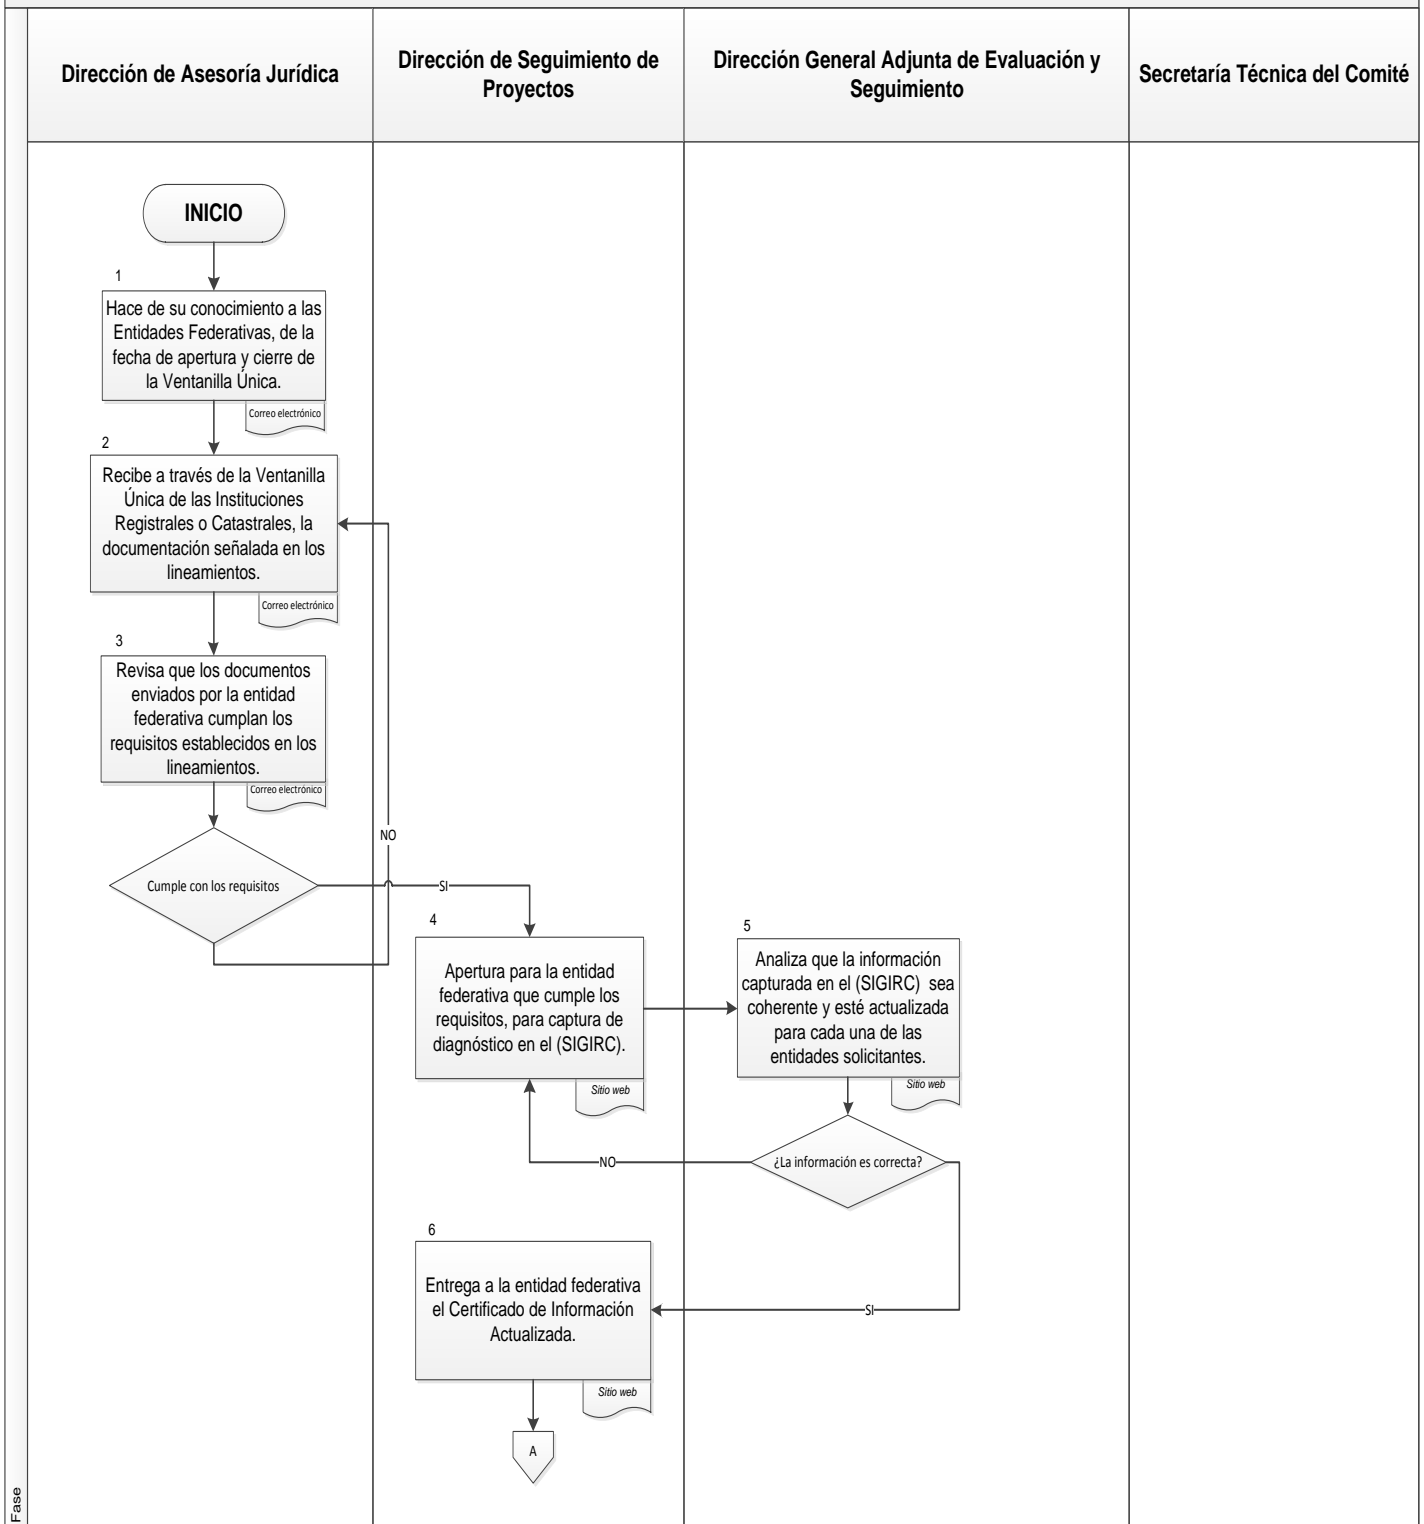 Dirección de Asesoría Jurídica
Dirección de Seguimiento de
Proyectos
Dirección General Adjunta de Evaluación y
Seguimiento
Secretaría Técnica del Comité
INICIO
1
Hace de su conocimiento a las
Entidades Federativas, de la
fecha de apertura y cierre de
la Ventanilla Única.
Correo electrónico
2
Recibe a través de la Ventanilla
Única de las Instituciones
Registrales o Catastrales, la
documentación señalada en los
lineamientos.
Correo electrónico
3
Revisa que los documentos
enviados por la entidad
federativa cumplan los
requisitos establecidos en los
lineamientos.
Correo electrónico
NO
Cumple con los requisitos
SI
4
Apertura para la entidad
federativa que cumple los
requisitos, para captura de
diagnóstico en el (SIGIRC).
Sitio web
5
Analiza que la información
capturada en el (SIGIRC) sea
coherente y esté actualizada
para cada una de las
entidades solicitantes.
Sitio web
¿La información es correcta?
NO
SI
6
Entrega a la entidad federativa
el Certificado de Información
Actualizada.
Sitio web
A
Fase